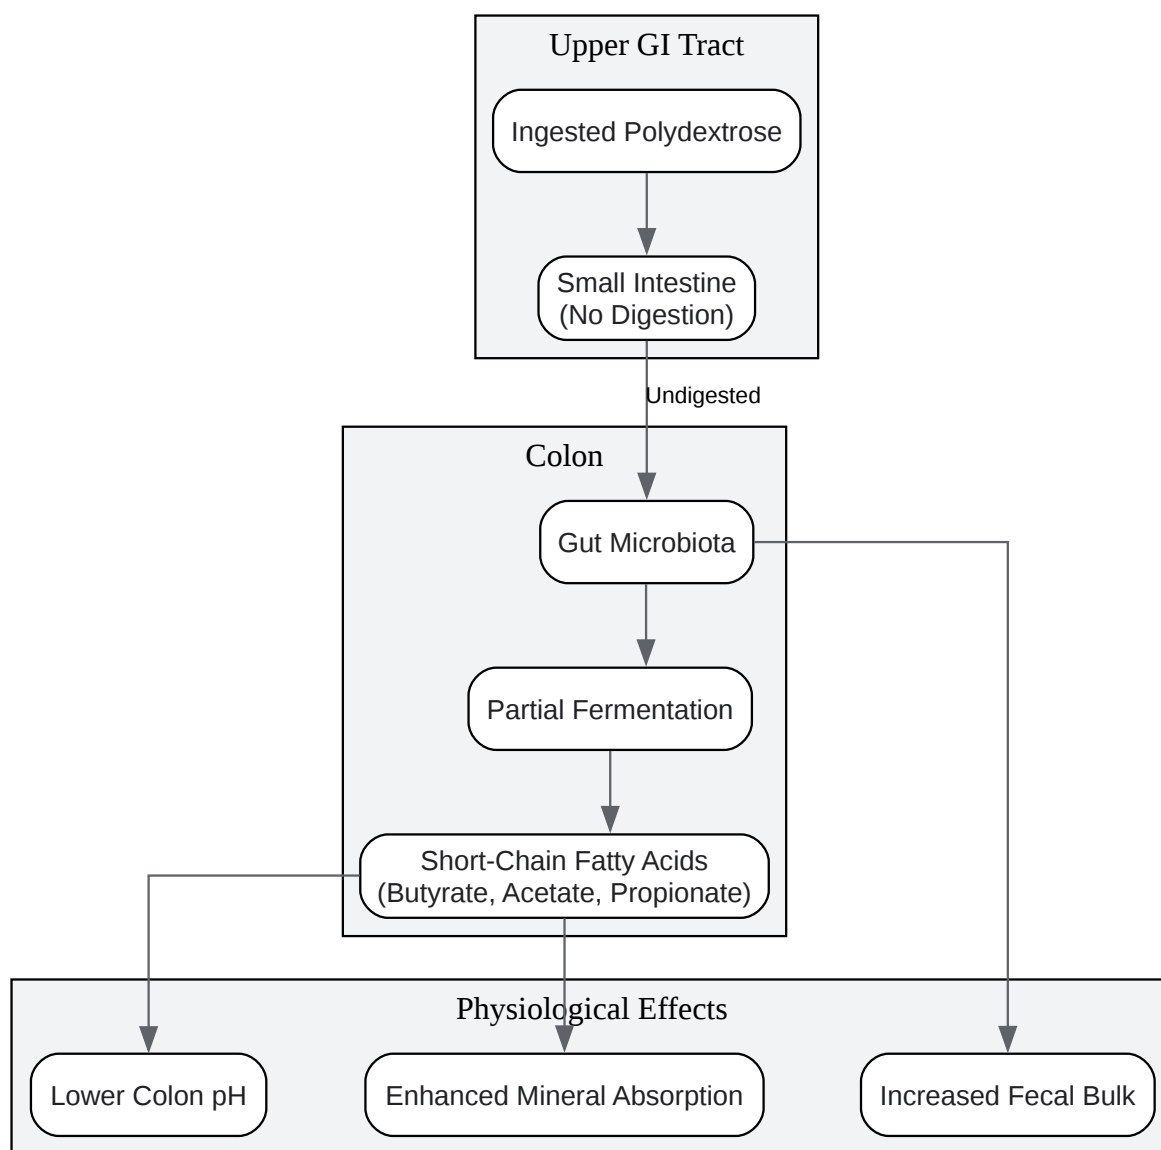 Upper GI Tract
Ingested Polydextrose
Small Intestine
(No Digestion)
Undigested
Colon
Gut Microbiota
Partial Fermentation
Short-Chain Fatty Acids
(Butyrate, Acetate, Propionate)
Physiological Effects
Lower Colon pH
Enhanced Mineral Absorption
Increased Fecal Bulk